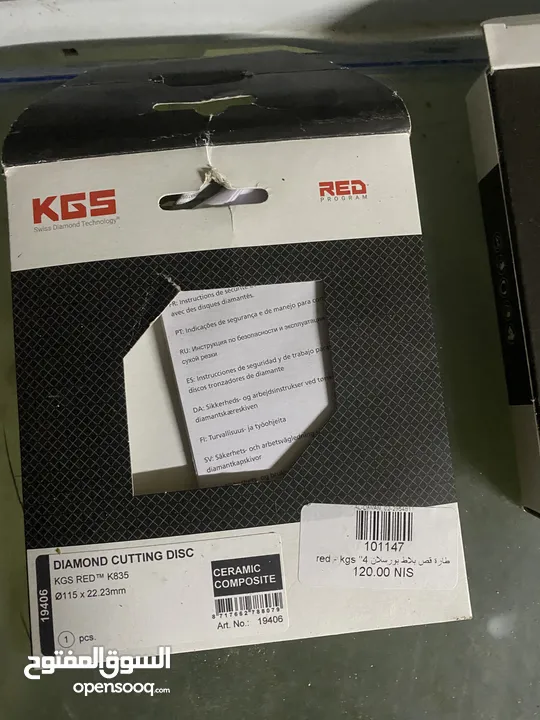 KGS
Swiss Diamond Technology®
RED
PROGRAM
FR: Instructions de sécurité
avec des disques diamantés.
PT: Indicações de segurança e de manejo para
RU: Инструкция по безопасности и эксплуатации
сухой резки
ES: Instrucciones de seguridad y de trabajo para
discos tronzadores de diamante
DA: Sikkerheds- og arbejdsinstrukser ved
diamantskæreskiven
FI: Turvallisuus- ja työohjeita
SV: Säkerhets- och arbetsvägledning
diamantkapskivor
101147
طارة قص بلاط بورسلان 4" red - kgs
120.00 NIS
19406
DIAMOND CUTTING DISC
KGS RED™ K835
Ø115 x 22.23mm
1 pcs.
CERAMIC
COMPOSITE
8717682788079
Art. No.: 19406
السوق المفتوح
opensooq.com